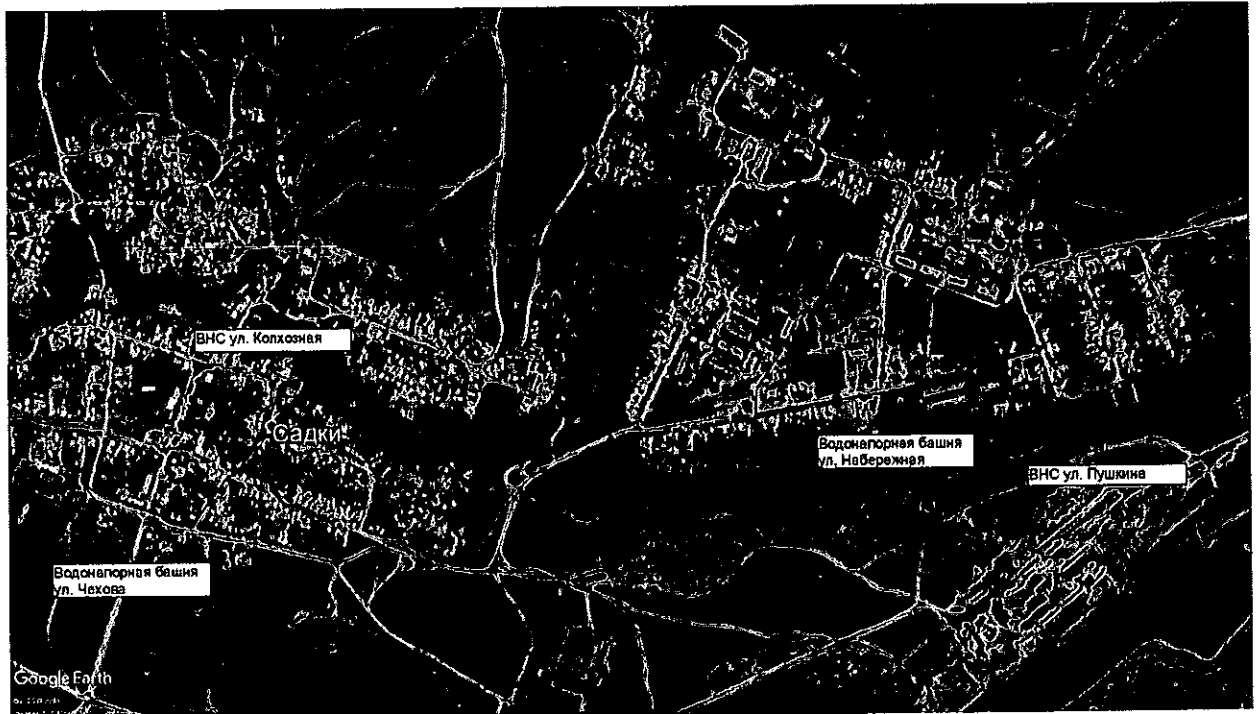 ВНС ул. Колхозная
Садки
Водонапорная башня
ул. Набережная
ВНС ул. Пушкина
Водонапорная башня
ул. Чехова
Google Earth